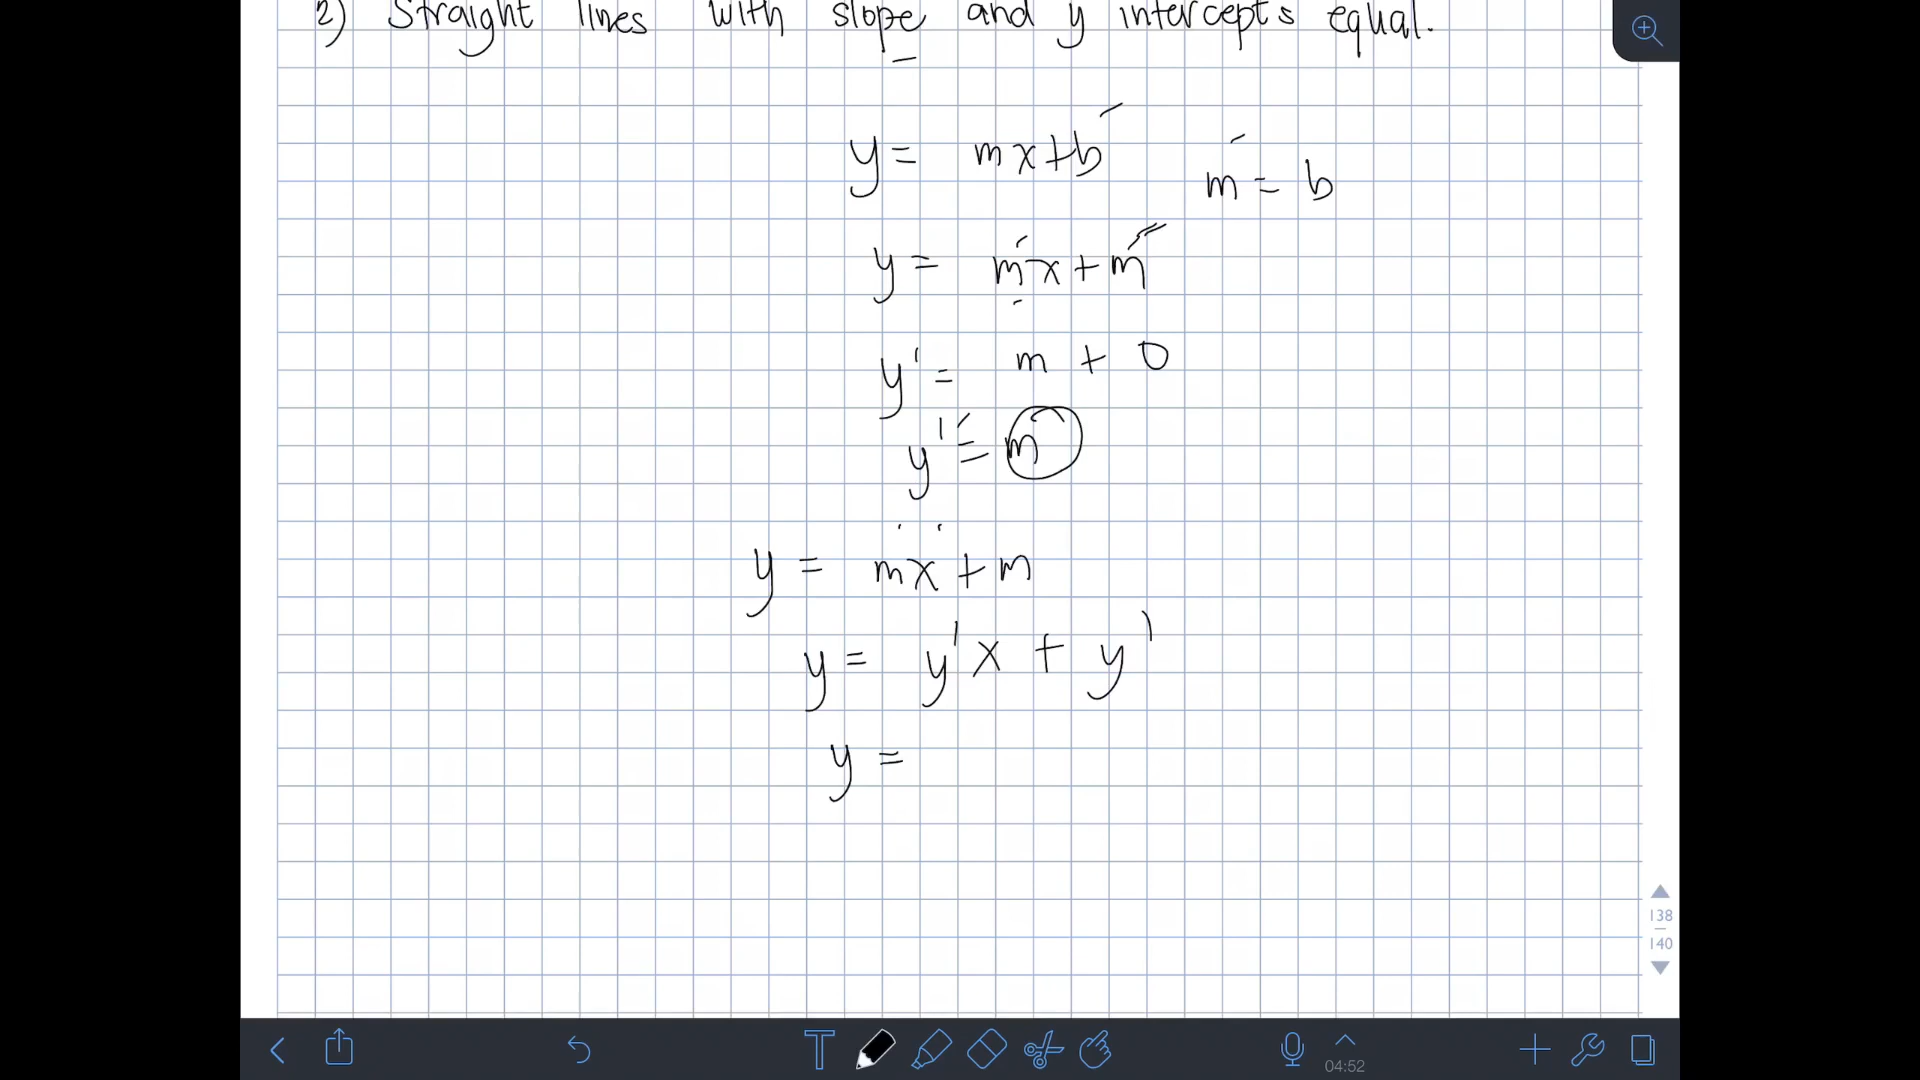 2) Straight lines with slope and y intercepts equal.
y = mx+b
m = b
y = mx+m
y' = m + 0
y' = m
y = mx+m
y = y'x + y'
y =
138
140
T
04:52